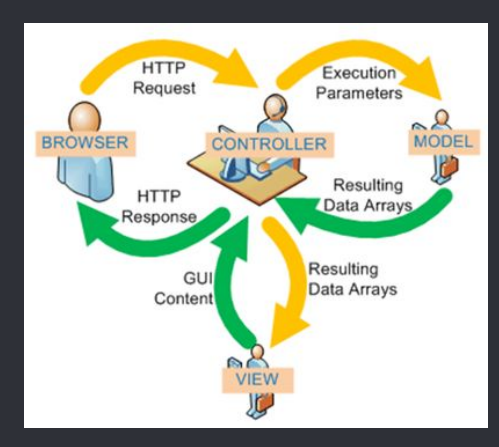 HTTP
Request
Execution
Parameters
BROWSER
CONTROLLER
MODEL
HTTP
Response
Resulting
Data Arrays
GUI
Content
Resulting
Data Arrays
VIEW